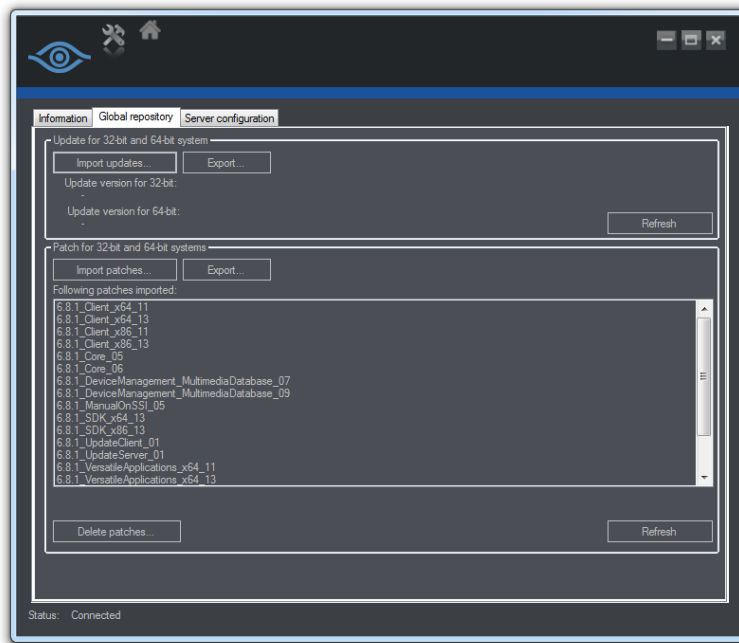 Information Global repository Server configuration
Update for 32-bit and 64-bit system
Import updates... Export...
Update version for 32-bit:
-
Update version for 64-bit:
-
Refresh
Patch for 32-bit and 64-bit systems
Import patches... Export...
Following patches imported:
6.8.1_Client_x64_11
6.8.1_Client_x64_13
6.8.1_Client_x86_11
6.8.1_Client_x86_13
6.8.1_Core_05
6.8.1_Core_06
6.8.1_DeviceManagement_MultimediaDatabase_07
6.8.1_DeviceManagement_MultimediaDatabase_09
6.8.1_ManualOnSSI_05
6.8.1_SDK_x64_13
6.8.1_SDK_x86_13
6.8.1_UpdateClient_01
6.8.1_UpdateServer_01
6.8.1_VersatileApplications_x64_11
6.8.1_VersatileApplications_x64_13
Delete patches... Refresh
Status: Connected